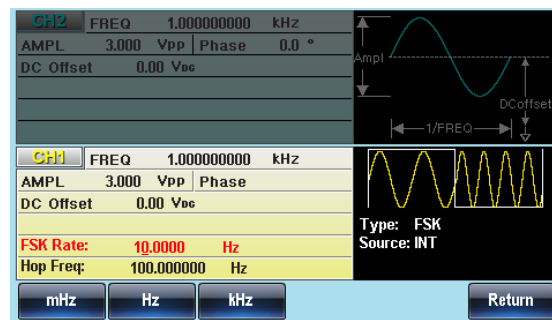 CH2 FREQ 1.000000000 kHz
AMPL 3.000 VPP Phase 0.0 °
DC Offset 0.00 VDC
Ampl
DCoffset
1/FREQ
CH1 FREQ 1.000000000 kHz
AMPL 3.000 VPP Phase
DC Offset 0.00 VDC
Type: FSK
Source: INT
FSK Rate: 10.0000 Hz
Hop Freq: 100.000000 Hz
mHz Hz kHz Return